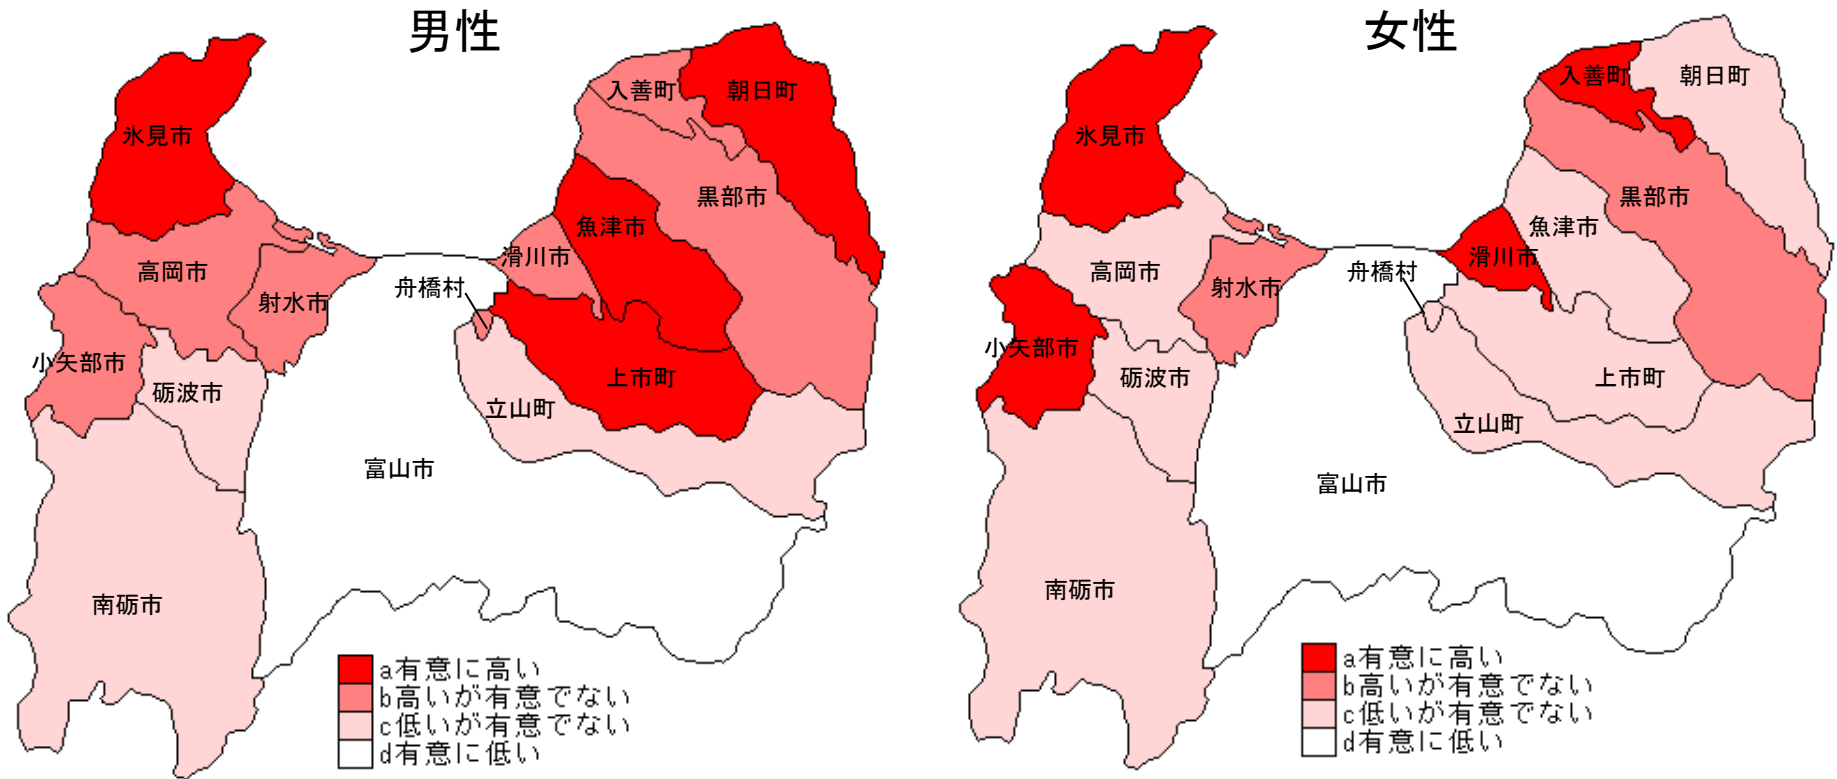 男性
入善町
朝日町
氷見市
黒部市
魚津市
滑川市
高岡市
舟橋村
射水市
小矢部市
砺波市
上市町
立山町
富山市
南砺市
a有意に高い
b高いが有意でない
c低いが有意でない
d有意に低い
女性
入善町
朝日町
氷見市
黒部市
魚津市
滑川市
高岡市
舟橋村
射水市
小矢部市
砺波市
上市町
立山町
富山市
南砺市
a有意に高い
b高いが有意でない
c低いが有意でない
d有意に低い